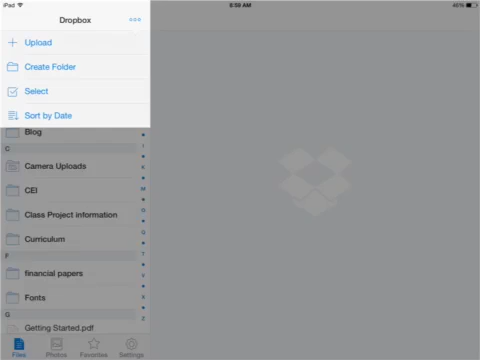 iPad
8:59 AM
46%
Dropbox
Upload
Create Folder
Select
Sort by Date
Blog
C
Camera Uploads
CEI
Class Project information
Curriculum
F
financial papers
Fonts
G
Getting Started.pdf
I
K
M
O
Q
T
V
X
Z
Files
Photos
Favorites
Settings